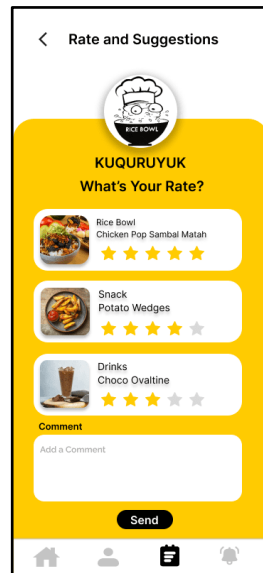 Rate and Suggestions
RICE BOWL
KUQURUYUK
What's Your Rate?
Rice Bowl
Chicken Pop Sambal Matah
Snack
Potato Wedges
Drinks
Choco Ovaltine
Comment
Add a Comment
Send